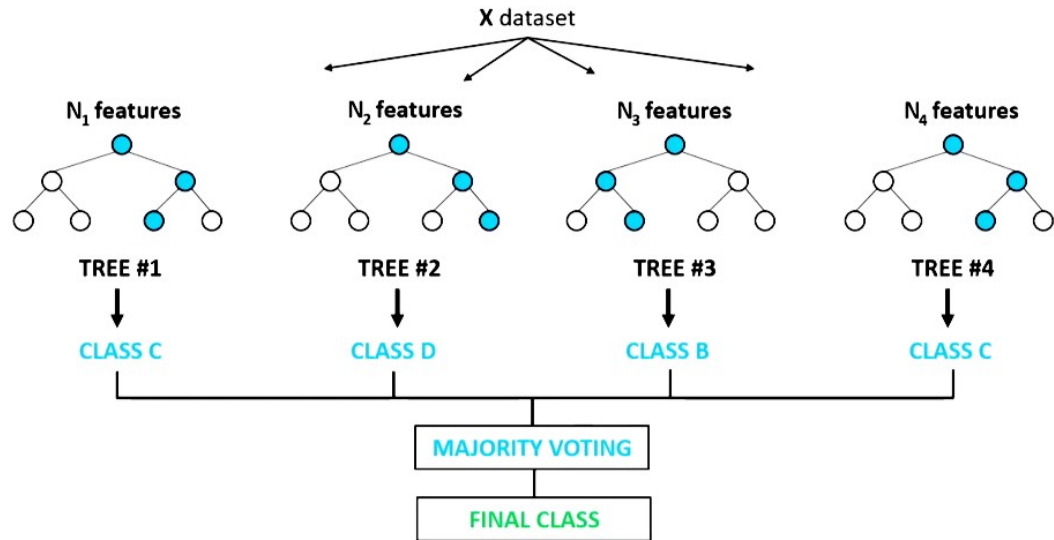 X dataset
N₁ features
N₂ features
N₃ features
N₄ features
TREE #1
TREE #2
TREE #3
TREE #4
CLASS C
CLASS D
CLASS B
CLASS C
MAJORITY VOTING
FINAL CLASS